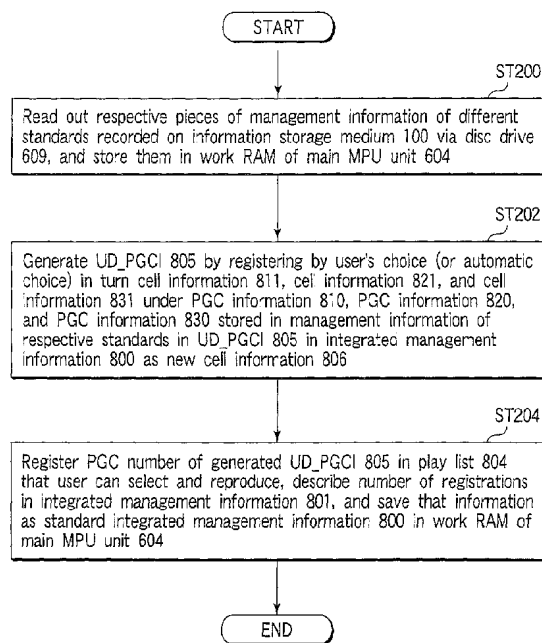 START
ST200
Read out respective pieces of management information of different
standards recorded on information storage medium 100 via disc drive
609, and store them in work RAM of main MPU unit 604
ST202
Generate UD_PGCI 805 by registering by user's choice (or automatic
choice) in turn cell information 811, cell information 821, and cell
information 831 under PGC information 810, PGC information 820,
and PGC information 830 stored in management information of
respective standards in UD_PGCI 805 in integrated management
information 800 as new cell information 806
ST204
Register PGC number of generated UD_PGCI 805 in play list 804
that user can select and reproduce, describe number of registrations
in integrated management information 801, and save that information
as standard integrated management information 800 in work RAM of
main MPU unit 604
END